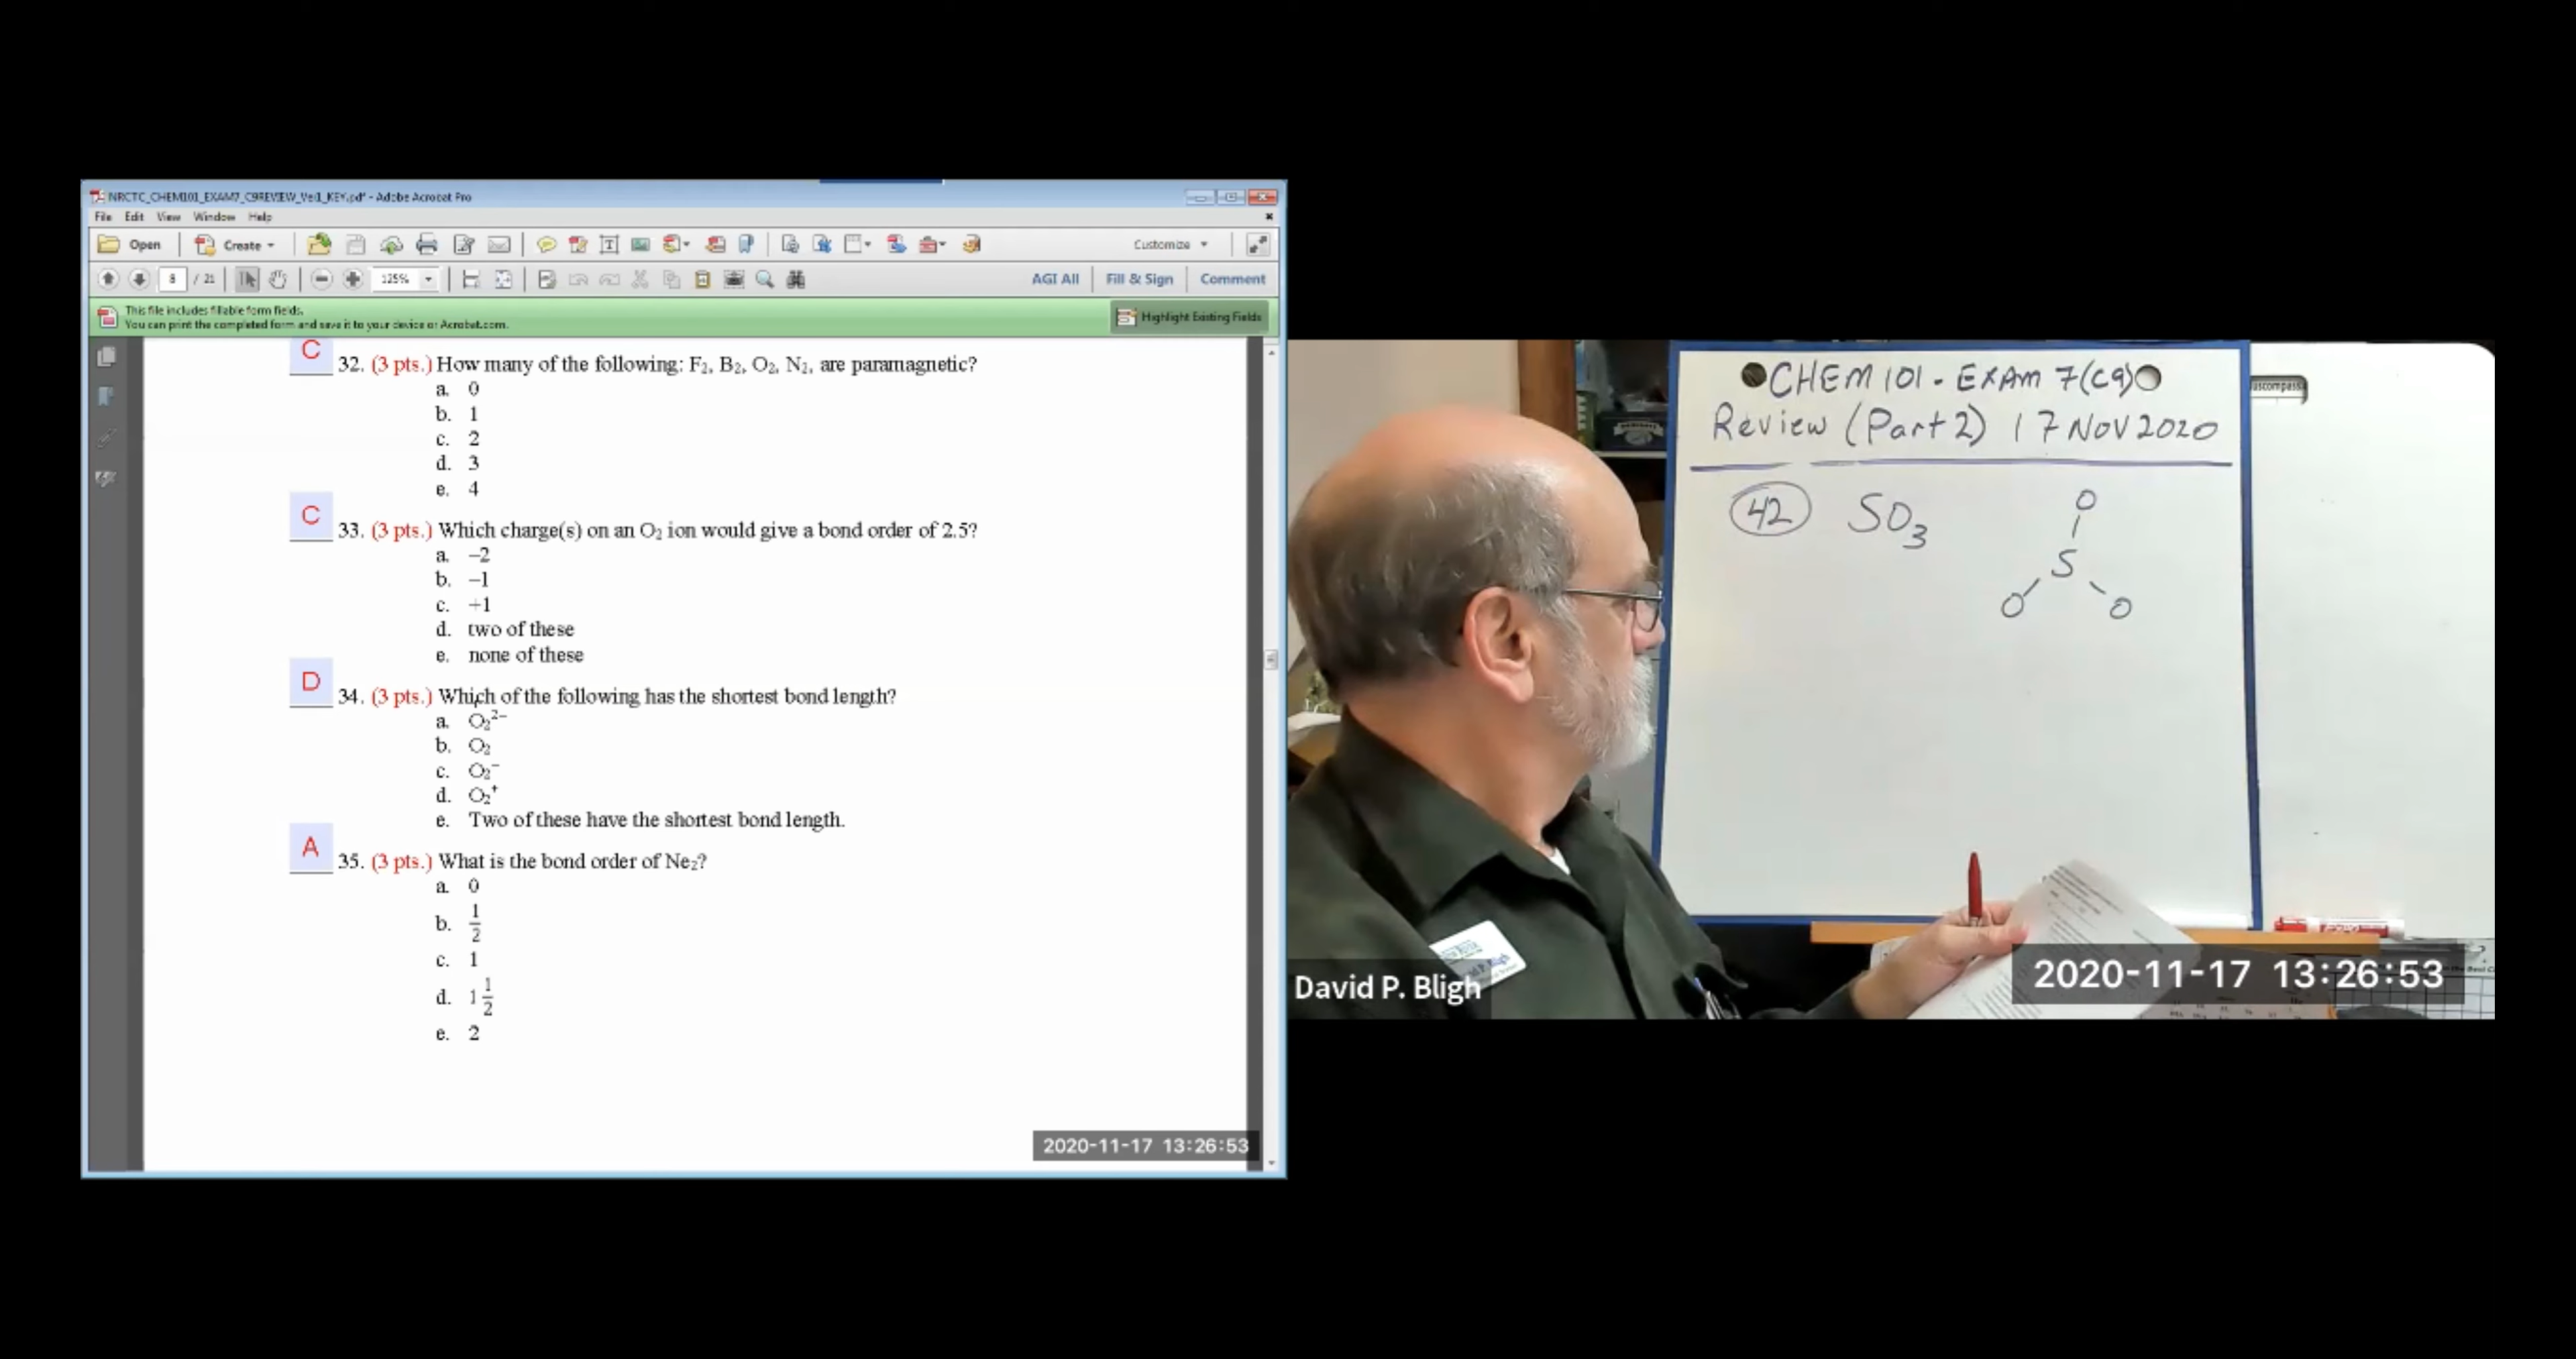 NRCTC_CHEM101_EXAM7_C9REVIEW_Ver1_KEY.pdf - Adobe Acrobat Pro
File Edit View Window Help
Open Create Customize
8 / 21 125% AGI All Fill & Sign Comment
This file includes fillable form fields.
You can print the completed form and save it to your device or Acrobat.com.
Highlight Existing Fields
C 32. (3 pts.) How many of the following: F₂, B₂, O₂, N₂, are paramagnetic?
a. 0
b. 1
c. 2
d. 3
e. 4
C 33. (3 pts.) Which charge(s) on an O₂ ion would give a bond order of 2.5?
a. –2
b. –1
c. +1
d. two of these
e. none of these
D 34. (3 pts.) Which of the following has the shortest bond length?
a. O₂²⁻
b. O₂
c. O₂⁻
d. O₂⁺
e. Two of these have the shortest bond length.
A 35. (3 pts.) What is the bond order of Ne₂?
a. 0
b. 1/2
c. 1
d. 1 1/2
e. 2
2020-11-17 13:26:53
CHEM 101 - EXAM 7 (C9)
Review (Part 2) 17 NOV 2020
42 SO₃
O
S
O O
David P. Bligh
2020-11-17 13:26:53